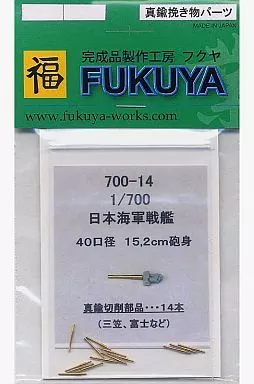 真鍮挽き物パーツ
MADE IN JAPAN
福
完成品製作工房 フクヤ
FUKUYA
www.fukuya-works.com
700-14
1/700
日本海軍戦艦
40口径 15,2cm砲身
真鍮切削部品・・・14本
(三笠、富士など)